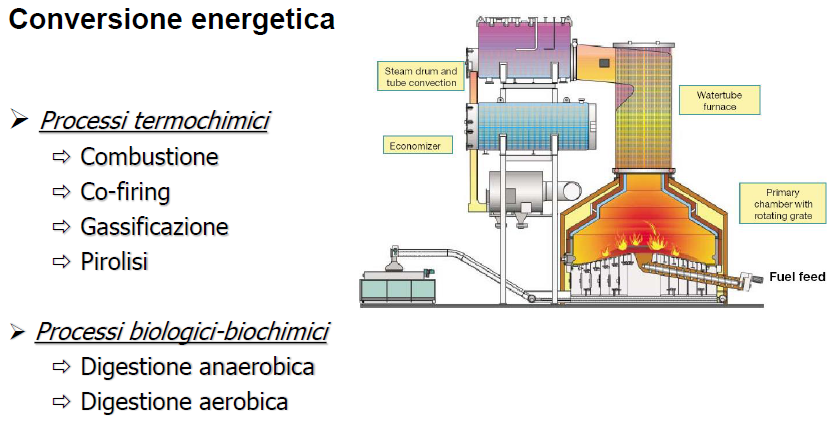 Conversione energetica
Processi termochimici
Combustione
Co-firing
Gassificazione
Pirolisi
Processi biologici-biochimici
Digestione anaerobica
Digestione aerobica
Steam drum and
tube convection
Economizer
Watertube
furnace
Primary
chamber with
rotating grate
Fuel feed